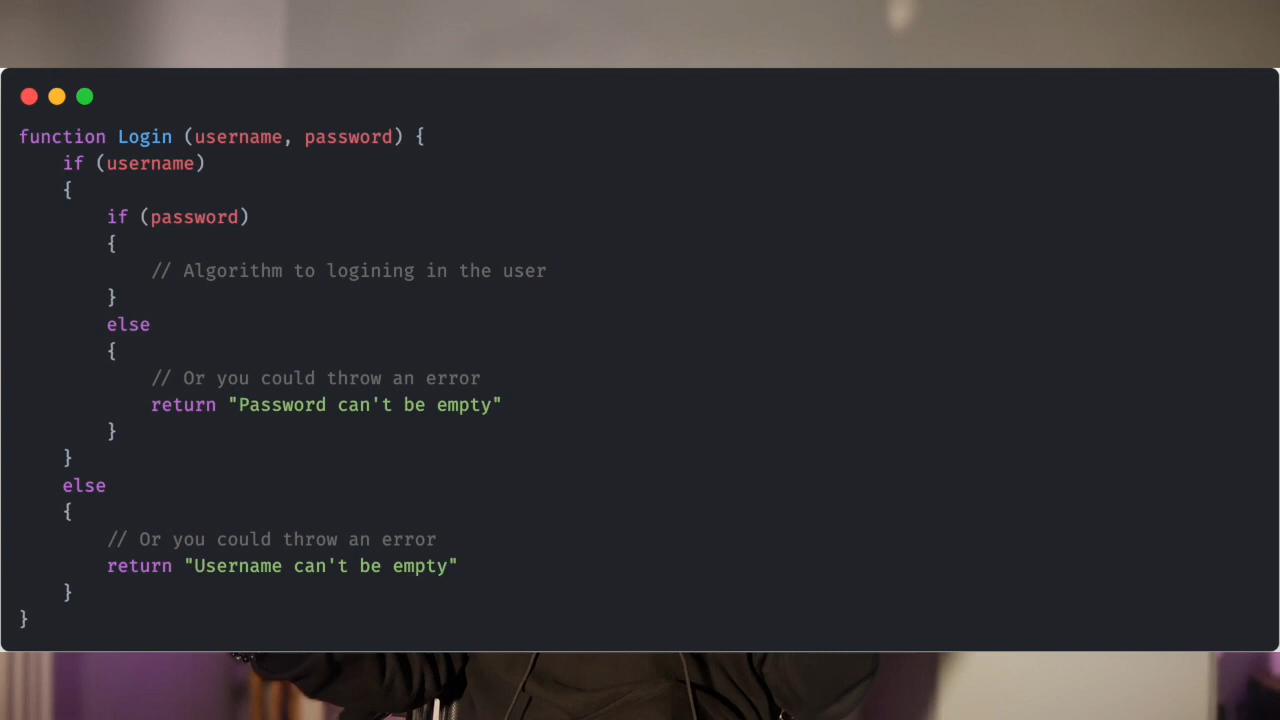 function Login (username, password) {
    if (username)
    {
        if (password)
        {
            // Algorithm to logining in the user
        }
        else
        {
            // Or you could throw an error
            return "Password can't be empty"
        }
    }
    else
    {
        // Or you could throw an error
        return "Username can't be empty"
    }
}